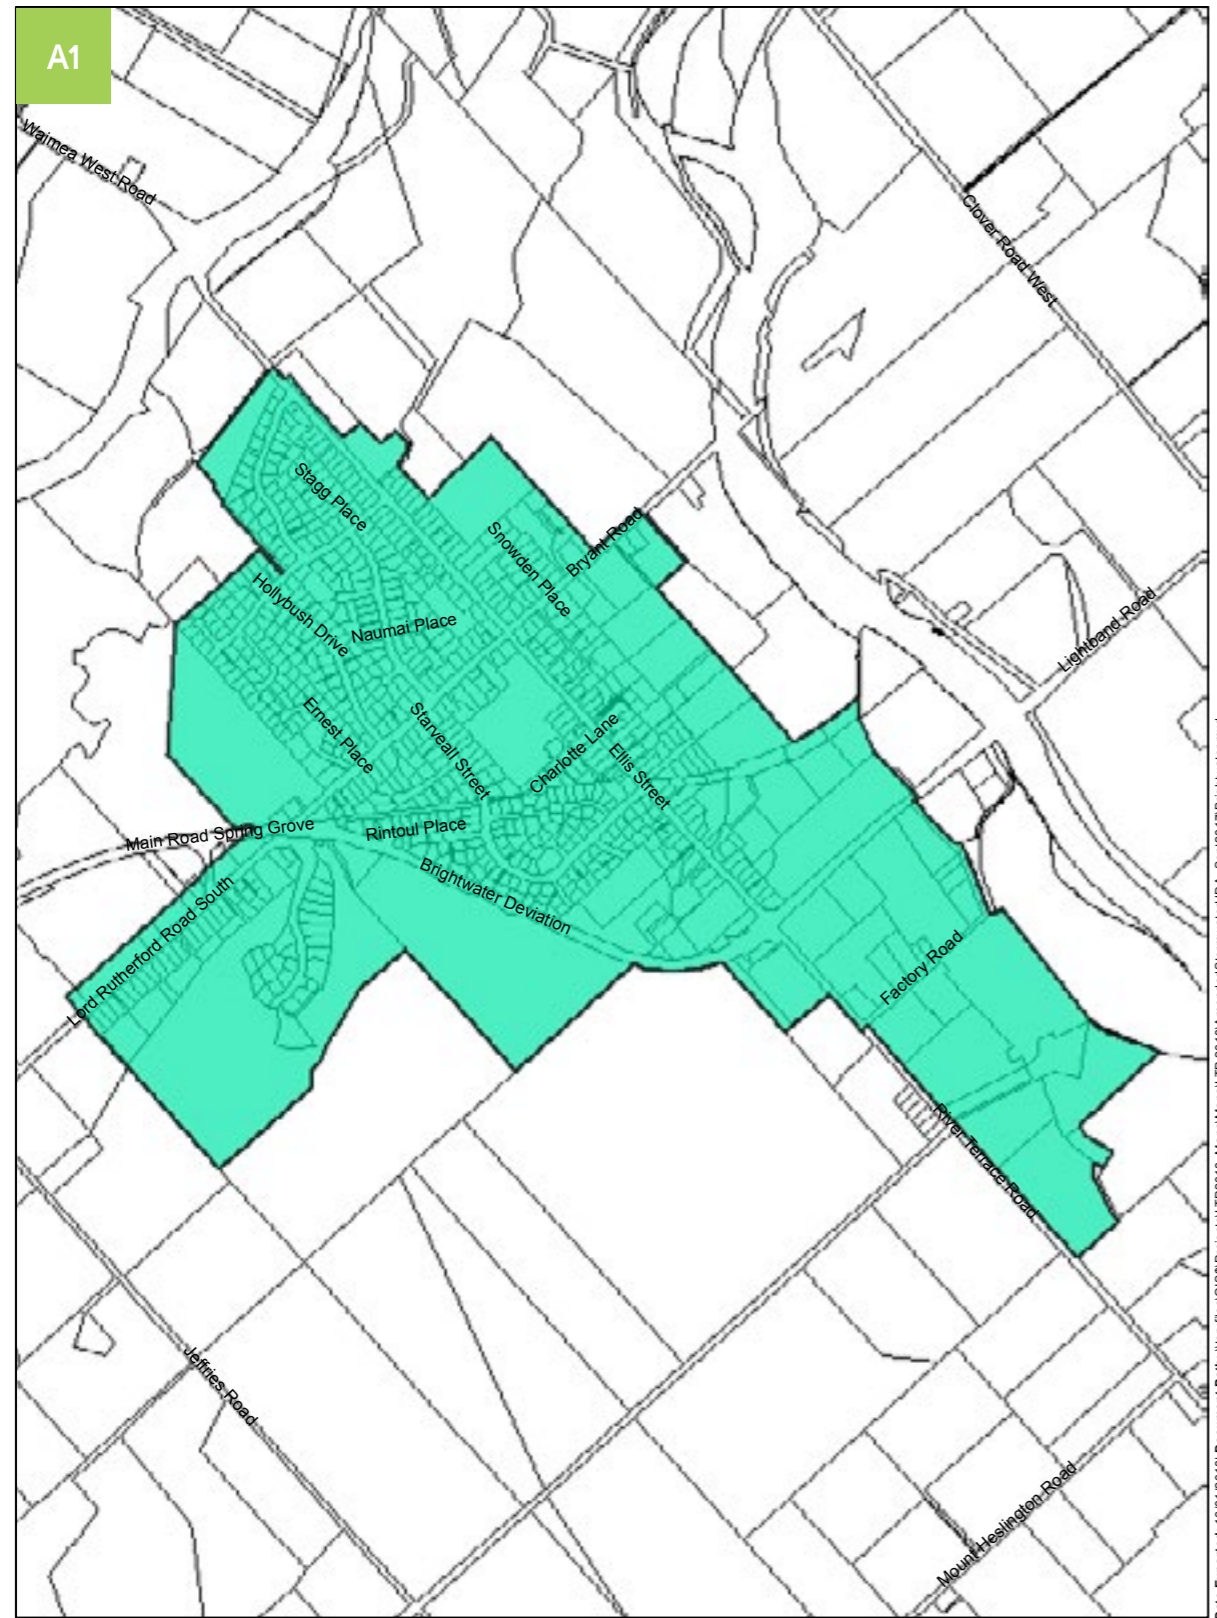 A1
Waimea West Road
Clover Road West
Stagg Place
Snowden Place
Bryant Road
Hollybush Drive
Naumai Place
Lightband Road
Ernest Place
Starveall Street
Charlotte Lane
Ellis Street
Main Road Spring Grove
Rintoul Place
Brightwater Deviation
Lord Rutherford Road South
Factory Road
River Terrace Road
Jeffries Road
Mount Heslington Road